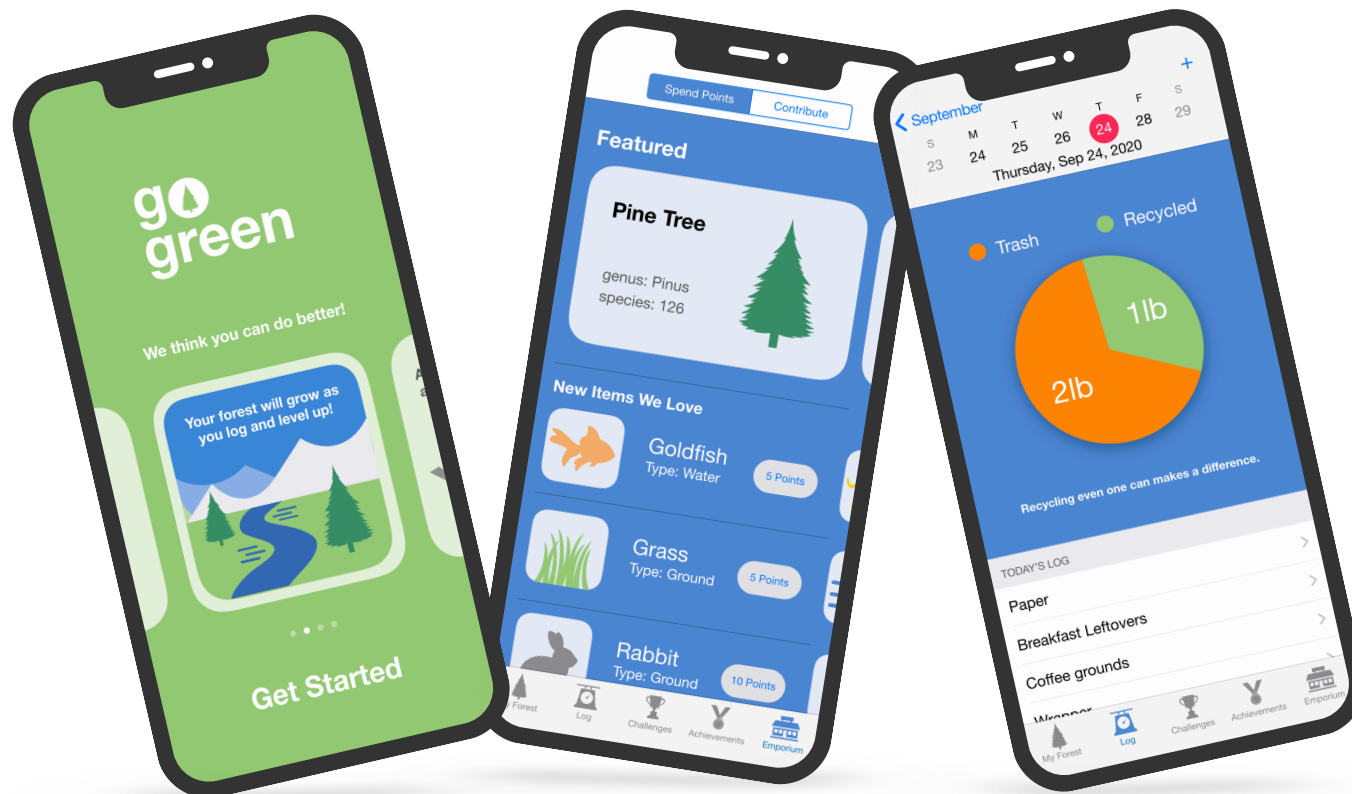 go
green
We think you can do better!
Your forest will grow as
you log and level up!
Get Started
Spend Points
Contribute
Featured
Pine Tree
genus: Pinus
species: 126
New Items We Love
Goldfish
Type: Water
5 Points
Grass
Type: Ground
5 Points
Rabbit
Type: Ground
10 Points
Forest
Log
Challenges
Achievements
Emporium
September
+
S M T W T F S
23 24 25 26 24 28 29
Thursday, Sep 24, 2020
Trash
Recycled
1lb
2lb
Recycling even one can makes a difference.
TODAY'S LOG
Paper
Breakfast Leftovers
Coffee grounds
Wrapper
My Forest
Log
Challenges
Achievements
Emporium